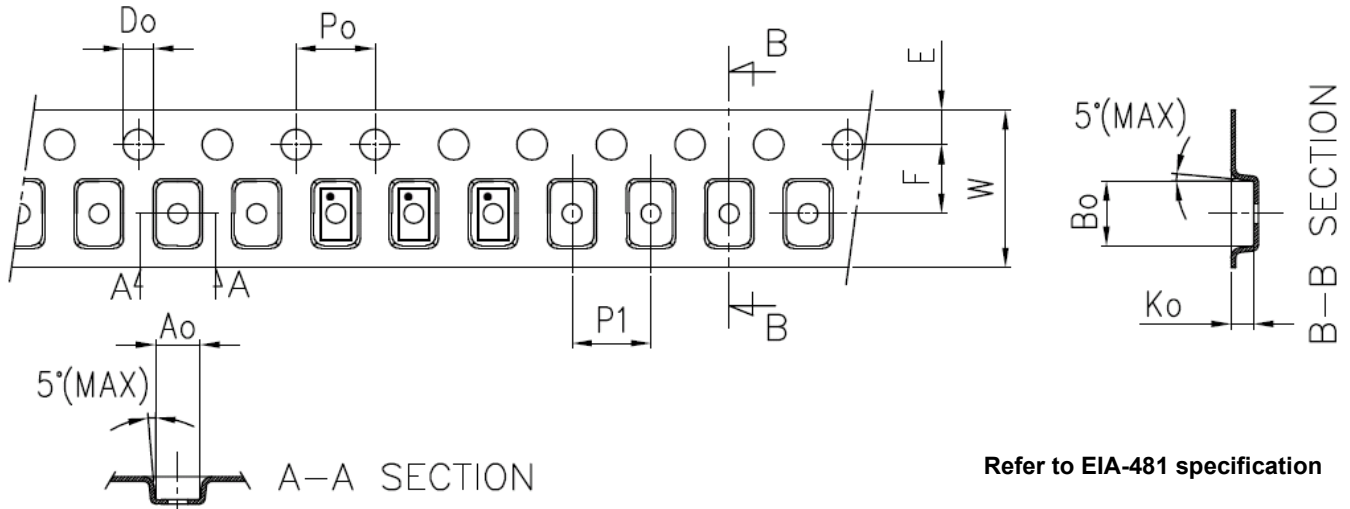 Do
Po
B
E
F
W
A
A
P1
B
Ao
5°(MAX)
A-A SECTION
5°(MAX)
Bo
Ko
B-B SECTION
Refer to EIA-481 specification